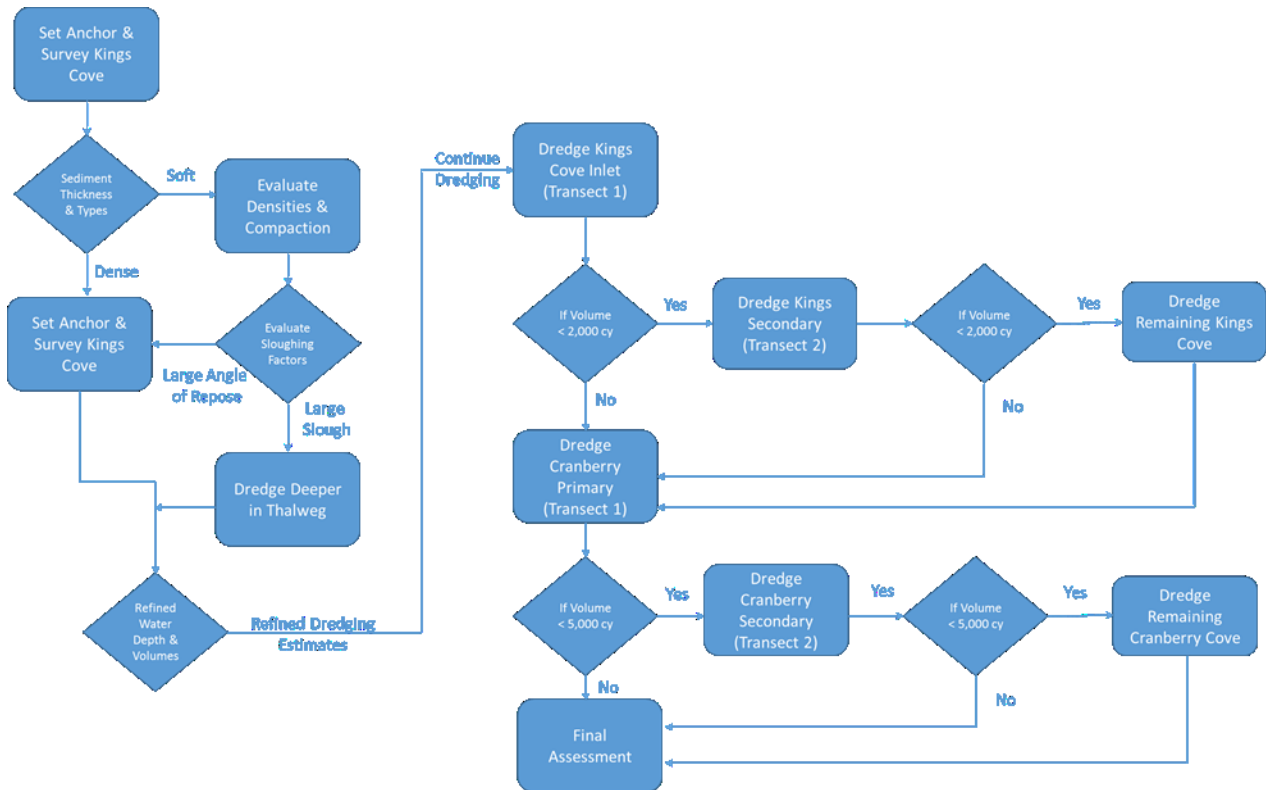 Set Anchor &
Survey Kings
Cove
Sediment
Thickness
& Types
Soft
Evaluate
Densities &
Compaction
Dense
Set Anchor &
Survey Kings
Cove
Evaluate
Sloughing
Factors
Large Angle
of Repose
Large
Slough
Dredge Deeper
in Thalweg
Refined
Water
Depth &
Volumes
Refined Dredging
Estimates
Continue
Dredging
Dredge Kings
Cove Inlet
(Transect 1)
If Volume
< 2,000 cy
Yes
Dredge Kings
Secondary
(Transect 2)
If Volume
< 2,000 cy
Yes
Dredge
Remaining Kings
Cove
No
No
Dredge
Cranberry
Primary
(Transect 1)
If Volume
< 5,000 cy
Yes
Dredge
Cranberry
Secondary
(Transect 2)
Yes
If Volume
< 5,000 cy
Yes
Dredge
Remaining
Cranberry Cove
No
No
Final
Assessment